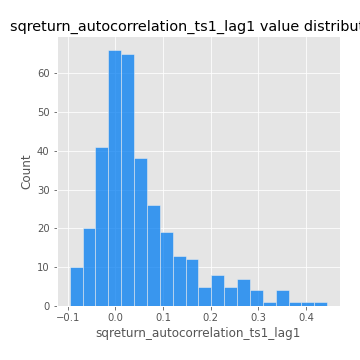 sqreturn_autocorrelation_ts1_lag1 value distribut
Count
60
50
40
30
20
10
0
−0.1 0.0 0.1 0.2 0.3 0.4
sqreturn_autocorrelation_ts1_lag1